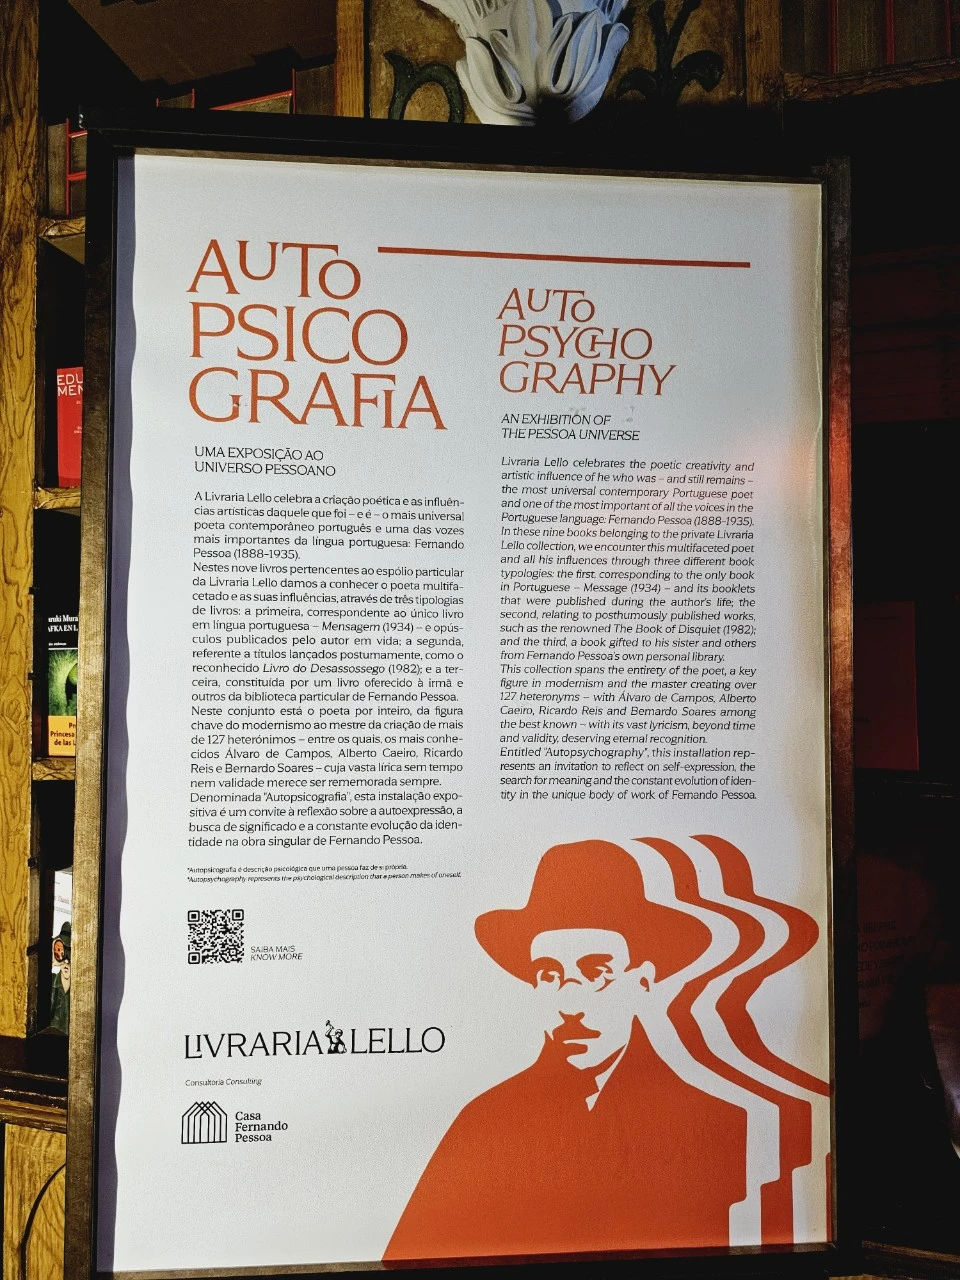 AUTO
PSICO
GRAFIA
UMA EXPOSIÇÃO AO
UNIVERSO PESSOANO
A Livraria Lello celebra a criação poética e as influên-
cias artísticas daquele que foi – e é – o mais universal
poeta contemporâneo português e uma das vozes
mais importantes da língua portuguesa: Fernando
Pessoa (1888-1935).
Nestes nove livros pertencentes ao espólio particular
da Livraria Lello damos a conhecer o poeta multifa-
cetado e as suas influências, através de três tipologias
de livros: a primeira, correspondente ao único livro
em língua portuguesa – Mensagem (1934) – e opús-
culos publicados pelo autor em vida; a segunda,
referente a títulos lançados postumamente, como o
reconhecido Livro do Desassossego (1982); e a ter-
ceira, constituída por um livro oferecido à irmã e
outros da biblioteca particular de Fernando Pessoa.
Neste conjunto está o poeta por inteiro, da figura
chave do modernismo ao mestre da criação de mais
de 127 heterónimos – entre os quais, os mais conhe-
cidos Álvaro de Campos, Alberto Caeiro, Ricardo
Reis e Bernardo Soares – cuja vasta lírica sem tempo
nem validade merece ser rememorada sempre.
Denominada "Autopsicografia", esta instalação expo-
sitiva é um convite à reflexão sobre a autoexpressão, a
busca de significado e a constante evolução da iden-
tidade na obra singular de Fernando Pessoa.
*Autopsicografia é descrição psicológica que uma pessoa faz de si própria.
*Autopsychography represents the psychological description that a person makes of oneself.
SAIBA MAIS
KNOW MORE
LIVRARIA LELLO
Consultoria Consulting
Casa
Fernando
Pessoa
AUTO
PSYCHO
GRAPHY
AN EXHIBITION OF
THE PESSOA UNIVERSE
Livraria Lello celebrates the poetic creativity and
artistic influence of he who was – and still remains –
the most universal contemporary Portuguese poet
and one of the most important of all the voices in the
Portuguese language: Fernando Pessoa (1888-1935).
In these nine books belonging to the private Livraria
Lello collection, we encounter this multifaceted poet
and all his influences through three different book
typologies: the first, corresponding to the only book
in Portuguese – Message (1934) – and its booklets
that were published during the author's life; the
second, relating to posthumously published works,
such as the renowned The Book of Disquiet (1982);
and the third, a book gifted to his sister and others
from Fernando Pessoa's own personal library.
This collection spans the entirety of the poet, a key
figure in modernism and the master creating over
127 heteronyms – with Álvaro de Campos, Alberto
Caeiro, Ricardo Reis and Bernardo Soares among
the best known – with its vast lyricism, beyond time
and validity, deserving eternal recognition.
Entitled "Autopsychography", this installation rep-
resents an invitation to reflect on self-expression, the
search for meaning and the constant evolution of iden-
tity in the unique body of work of Fernando Pessoa.
EDU
MEN